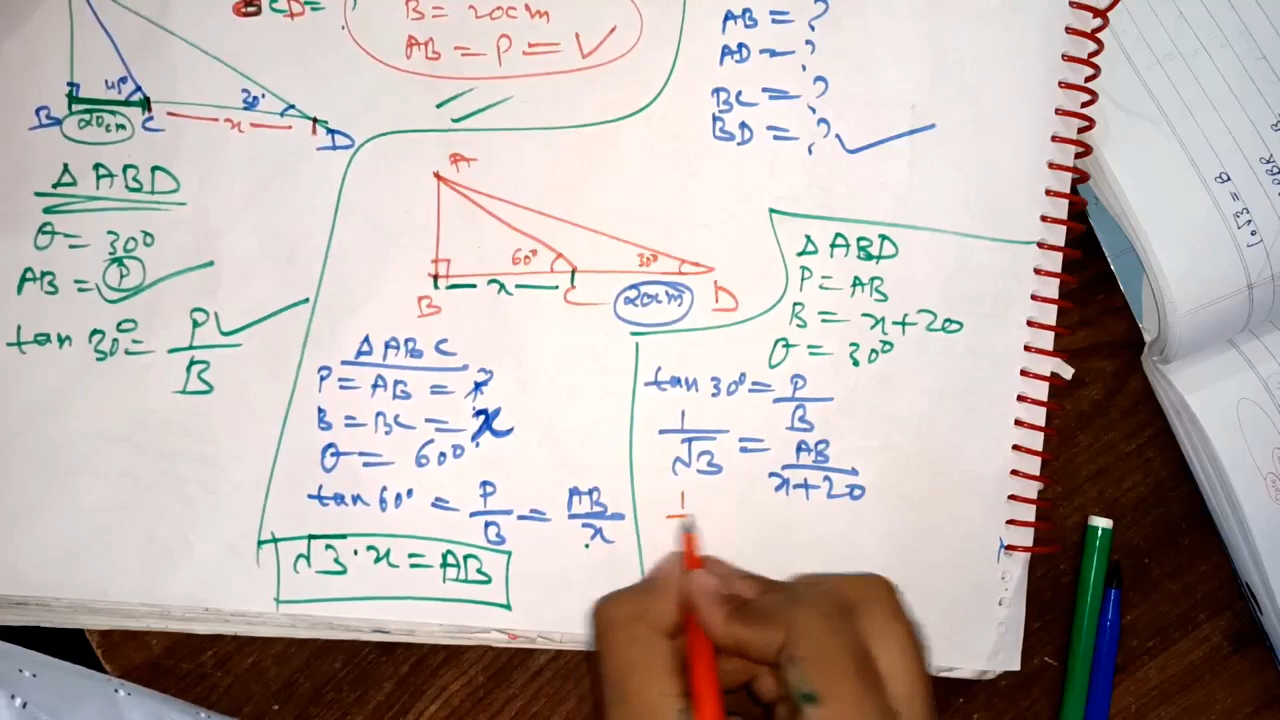 CD = ?
B = 20cm
AB = P = ✓
AB = ?
AD = ?
BC = ?
BD = ? ✓
B
20cm
C
x
30°
D
Δ ABD
θ = 30°
AB = P
tan 30° = P/B
A
60°
30°
B
x
C
20cm
D
Δ ABC
P = AB = ?
B = BC = x
θ = 60°
tan 60° = P/B = AB/x
√3 · x = AB
Δ ABD
P = AB
B = x + 20
θ = 30°
tan 30° = P/B
1/√3 = AB/x+20
1